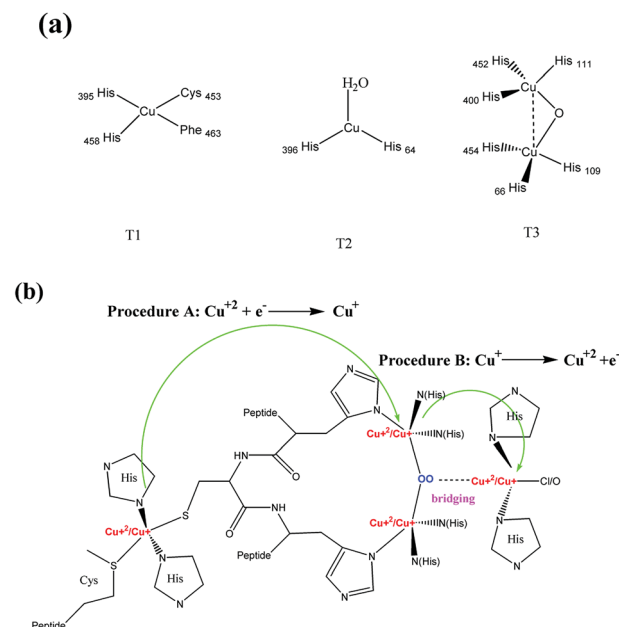 (a)
395 His
Cys 453
Cu
458 His
Phe 463
T1
H2O
Cu
396 His
His 64
T2
452 His
His 111
400 His
Cu
O
454 His
Cu
His 109
66 His
T3
(b)
Procedure A: Cu+2 + e- Cu+
Procedure B: Cu+ Cu+2 +e-
N
N
Peptide
N(His)
Cu+2/Cu+
N(His)
N
His
N
HN
O
OO
bridging
Cu+2/Cu+
Cl/O
N
His
N
S
Cu+2/Cu+
O
NH
Cu+2/Cu+
N(His)
N(His)
N
His
N
S
Cys
N
His
N
Peptide
N
N
Peptide